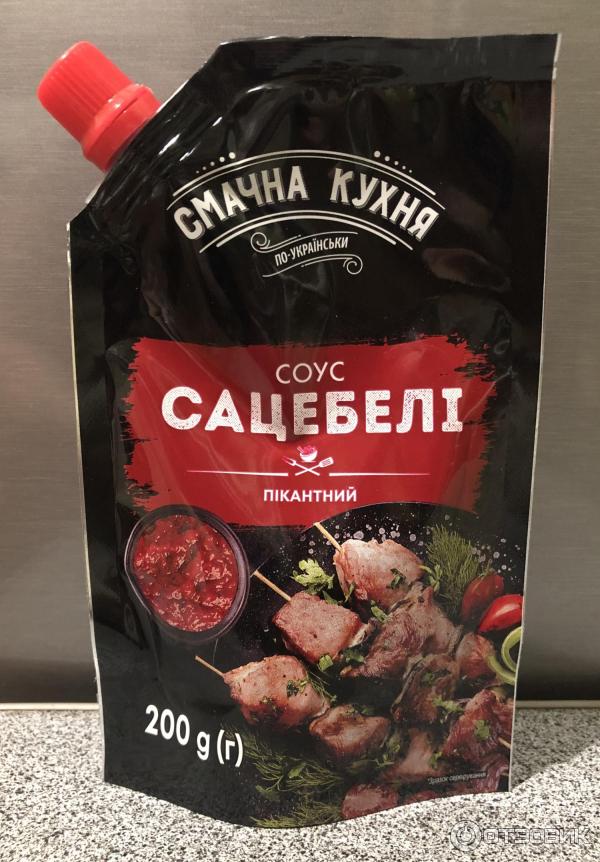 СМАЧНА КУХНЯ
ПО-УКРАЇНСЬКИ
СОУС
САЦЕБЕЛІ
ПІКАНТНИЙ
200 g (г)
*Зразок сервірування
ОТЗОВИК